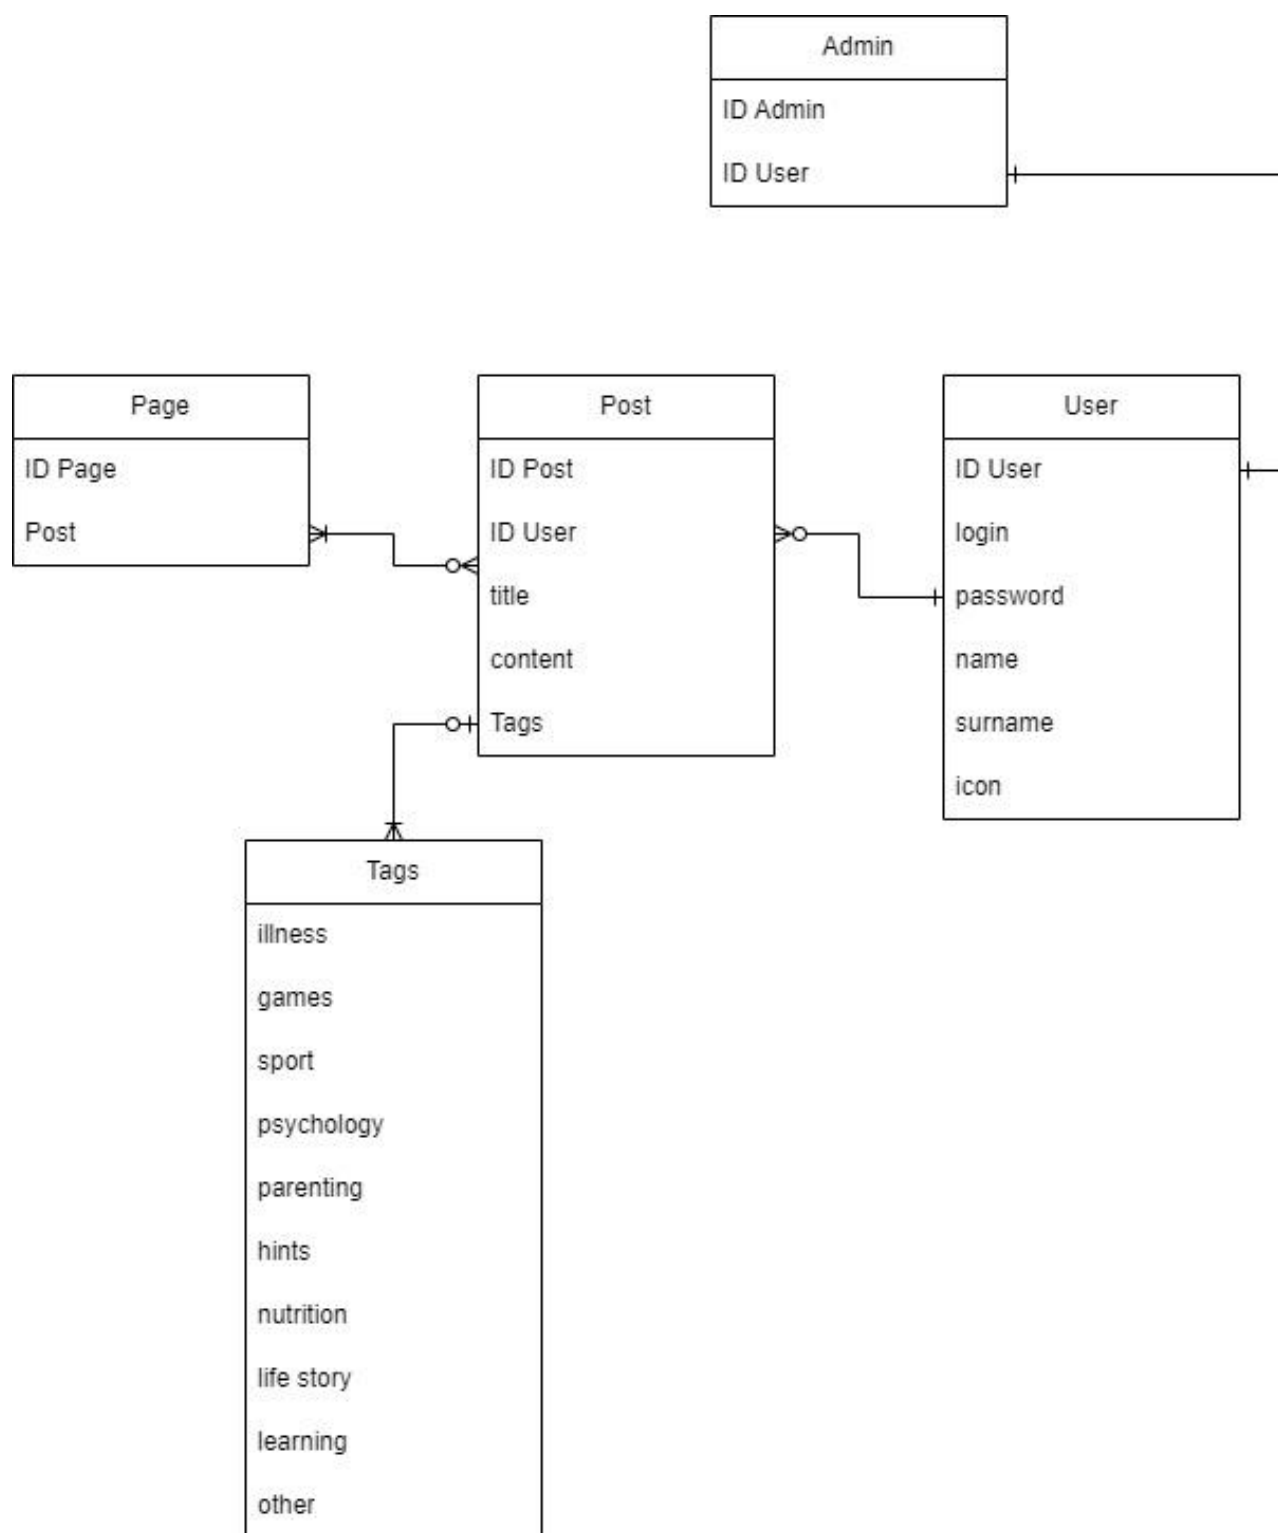 Admin
ID Admin
ID User
Page
ID Page
Post
Post
ID Post
ID User
title
content
Tags
User
ID User
login
password
name
surname
icon
Tags
illness
games
sport
psychology
parenting
hints
nutrition
life story
learning
other